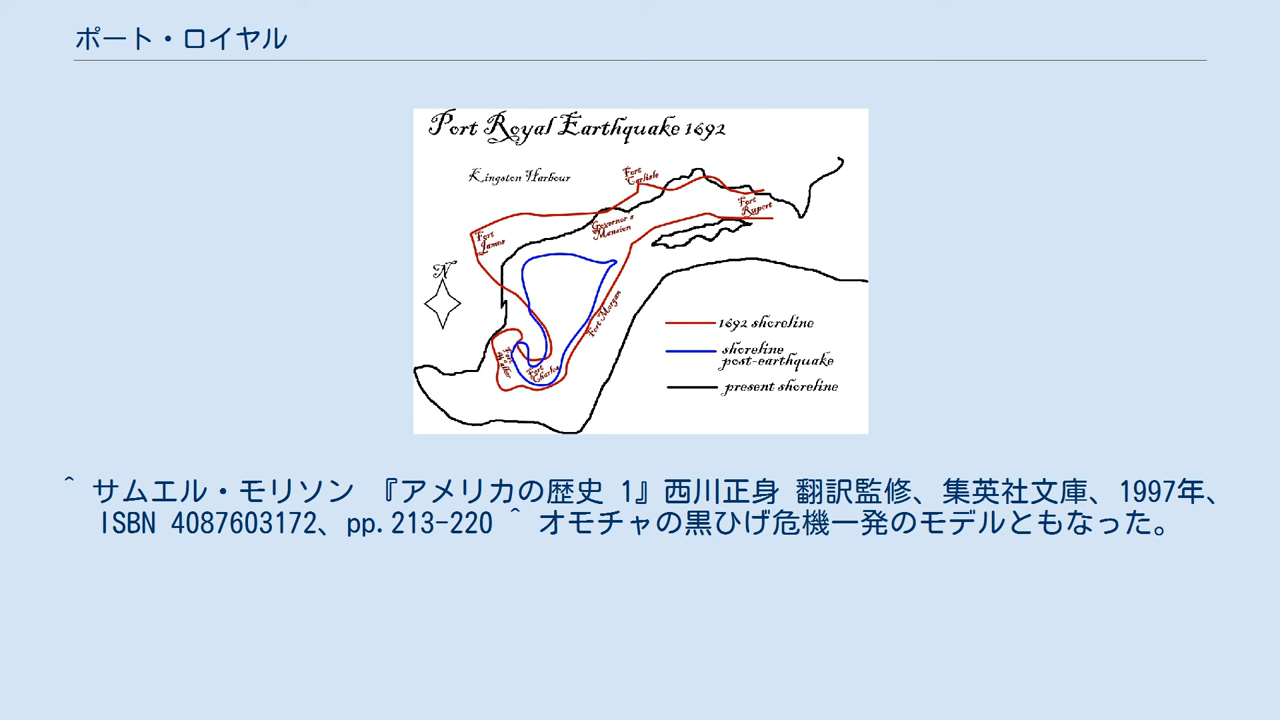 ポート・ロイヤル
Port Royal Earthquake 1692
Kingston Harbour
Fort
Carlisle
Fort
Rupert
Governor's
Mansion
Fort
James
N
Fort Morgan
1692 shoreline
shoreline
post-earthquake
present shoreline
Fort
Walker
Fort
Charles
^ サムエル・モリソン 『アメリカの歴史 1』西川正身 翻訳監修、集英社文庫、1997年、
ISBN 4087603172、pp.213-220 ^ オモチャの黒ひげ危機一発のモデルともなった。